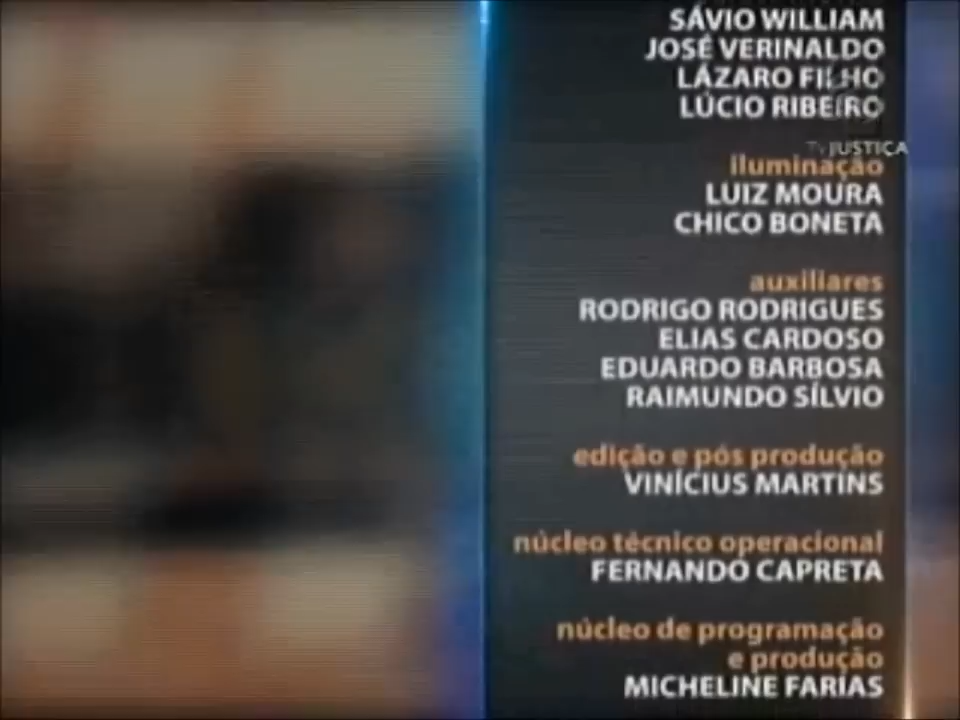 SÁVIO WILLIAM
JOSÉ VERINALDO
LÁZARO FILHO
LÚCIO RIBEIRO
TV JUSTIÇA
iluminação
LUIZ MOURA
CHICO BONETA
auxiliares
RODRIGO RODRIGUES
ELIAS CARDOSO
EDUARDO BARBOSA
RAIMUNDO SÍLVIO
edição e pós produção
VINÍCIUS MARTINS
núcleo técnico operacional
FERNANDO CAPRETA
núcleo de programação
e produção
MICHELINE FARIAS